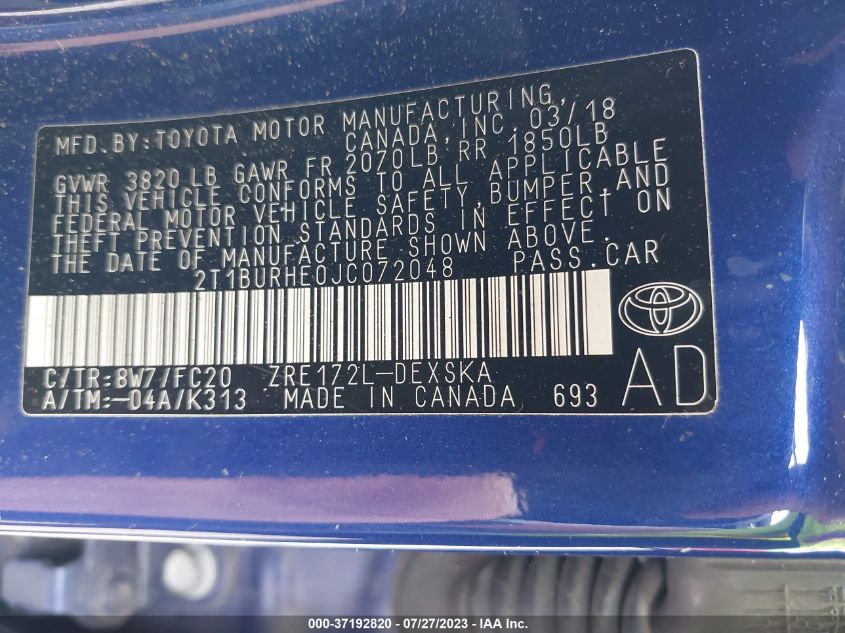 MFD. BY:TOYOTA MOTOR MANUFACTURING,
CANADA, INC. 03/18
GVWR 3820 LB GAWR FR 2070LB RR 1850LB
THIS VEHICLE CONFORMS TO ALL APPLICABLE
FEDERAL MOTOR VEHICLE SAFETY,BUMPER,AND
THEFT PREVENTION STANDARDS IN EFFECT ON
THE DATE OF MANUFACTURE SHOWN ABOVE.
2T1BURHE0JC072048 PASS.CAR
C/TR:8W7/FC20 ZRE172L-DEXSKA
A/TM:-04A/K313 MADE IN CANADA 693
AD
000-37192820 / 07/27/2023 / IAA Inc.